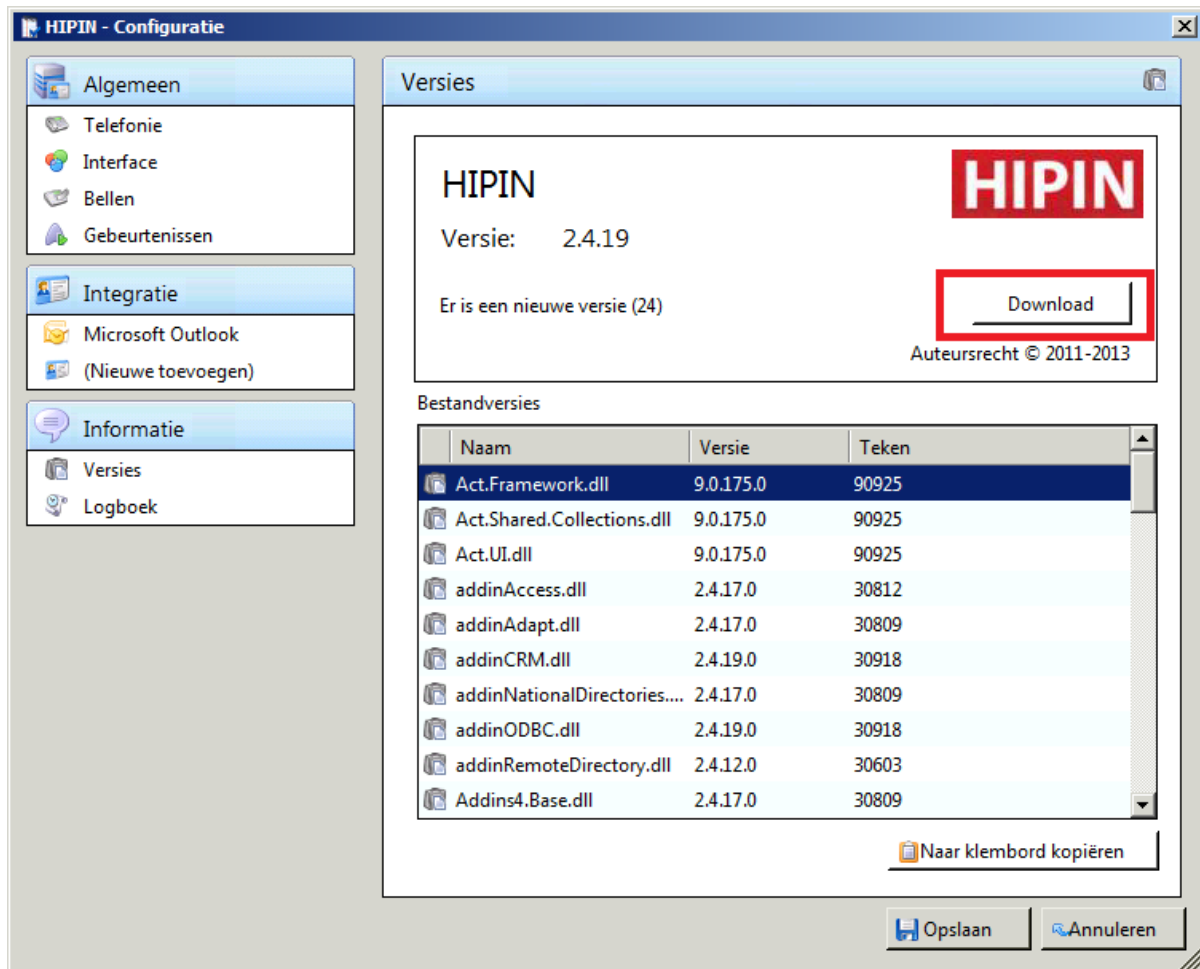 HIPIN - Configuratie
Algemeen
Telefonie
Interface
Bellen
Gebeurtenissen
Integratie
Microsoft Outlook
(Nieuwe toevoegen)
Informatie
Versies
Logboek
Versies
HIPIN
HIPIN
Versie: 2.4.19
Er is een nieuwe versie (24)
Download
Auteursrecht © 2011-2013
Bestandversies
Naam Versie Teken
Act.Framework.dll 9.0.175.0 90925
Act.Shared.Collections.dll 9.0.175.0 90925
Act.UI.dll 9.0.175.0 90925
addinAccess.dll 2.4.17.0 30812
addinAdapt.dll 2.4.17.0 30809
addinCRM.dll 2.4.19.0 30918
addinNationalDirectories.... 2.4.17.0 30809
addinODBC.dll 2.4.19.0 30918
addinRemoteDirectory.dll 2.4.12.0 30603
Addins4.Base.dll 2.4.17.0 30809
Naar klembord kopiëren
Opslaan
Annuleren